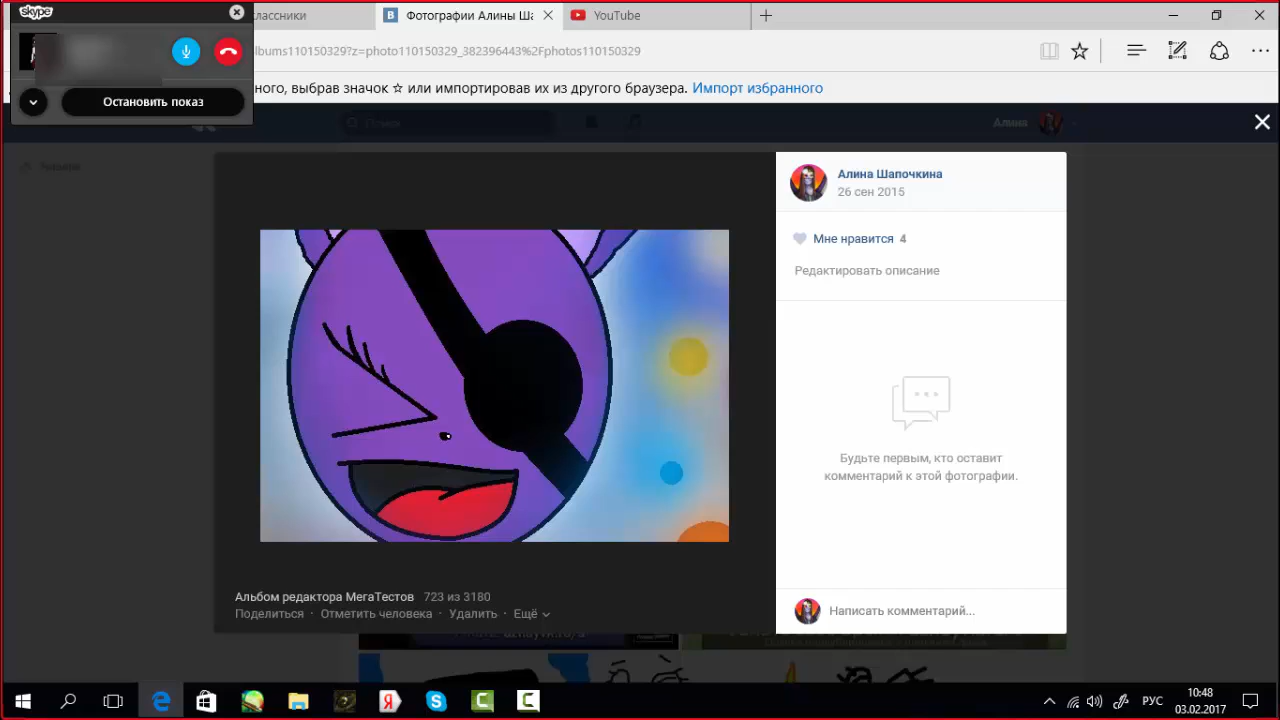 skype
классники
Фотографии Алины Ша
YouTube
lbums110150329?z=photo110150329_382396443%2Fphotos110150329
Остановить показ
ного, выбрав значок ☆ или импортировав их из другого браузера. Импорт избранного
Поиск
Алина
Алина Шапочкина
26 сен 2015
Мне нравится 4
Редактировать описание
Будьте первым, кто оставит
комментарий к этой фотографии.
Альбом редактора МегаТестов 723 из 3180
Поделиться · Отметить человека · Удалить · Ещё
Написать комментарий...
РУС
10:48
03.02.2017